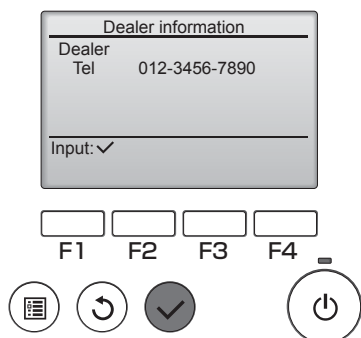 Dealer information
Dealer
Tel 012-3456-7890
Input:✓
F1 F2 F3 F4